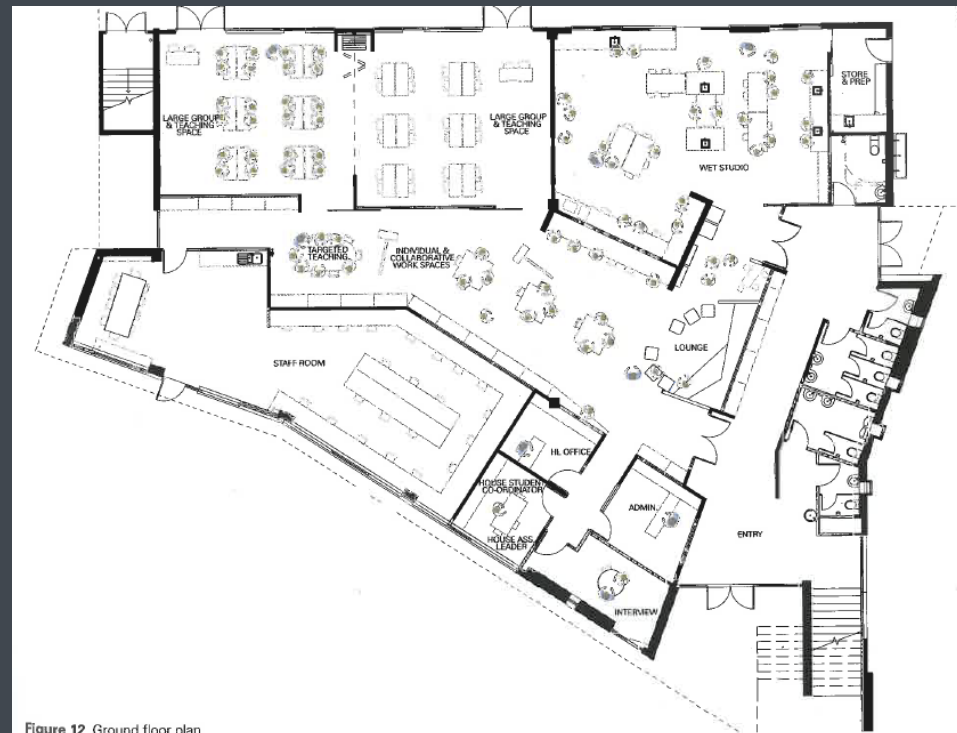 STORE
& PREP
LARGE GROUP
& TEACHING
SPACE
LARGE GROUP
& TEACHING
SPACE
WET STUDIO
TARGETED
TEACHING
INDIVIDUAL &
COLLABORATIVE
WORK SPACES
LOUNGE
STAFF ROOM
HL OFFICE
HOUSE STUDENT
CO-ORDINATOR
ADMIN.
HOUSE ASS.
LEADER
ENTRY
INTERVIEW
Figure 12 Ground floor plan